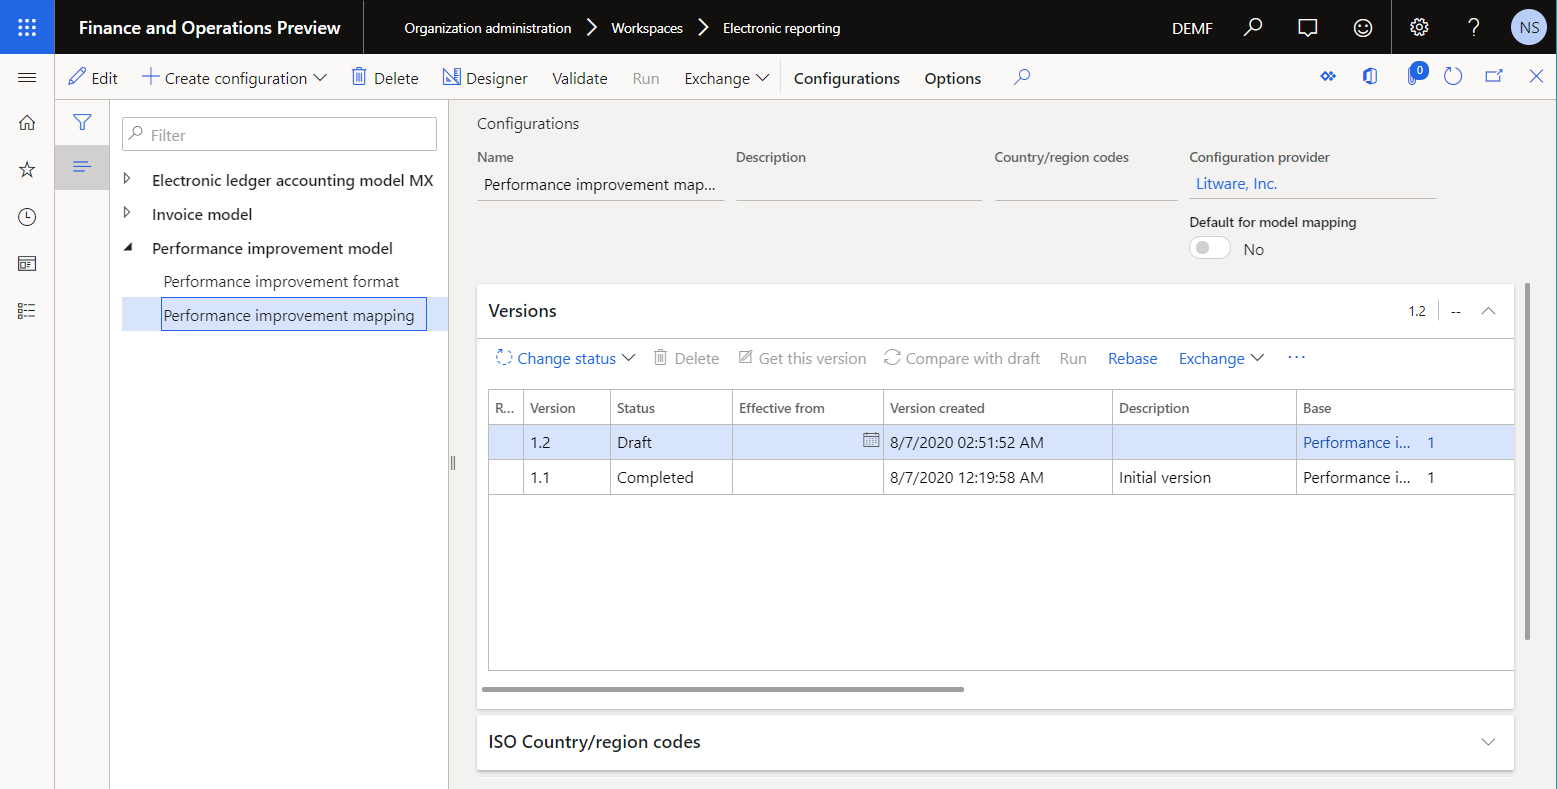 Finance and Operations Preview
Organization administration Workspaces Electronic reporting
DEMF
?
NS
Edit Create configuration Delete Designer Validate Run Exchange Configurations Options
0
Filter
Electronic ledger accounting model MX
Invoice model
Performance improvement model
Performance improvement format
Performance improvement mapping
Configurations
Name Description Country/region codes Configuration provider
Performance improvement map... Litware, Inc.
Default for model mapping
No
Versions 1.2 --
Change status Delete Get this version Compare with draft Run Rebase Exchange ...
R... Version Status Effective from Version created Description Base
1.2 Draft 8/7/2020 02:51:52 AM Performance i... 1
1.1 Completed 8/7/2020 12:19:58 AM Initial version Performance i... 1
ISO Country/region codes